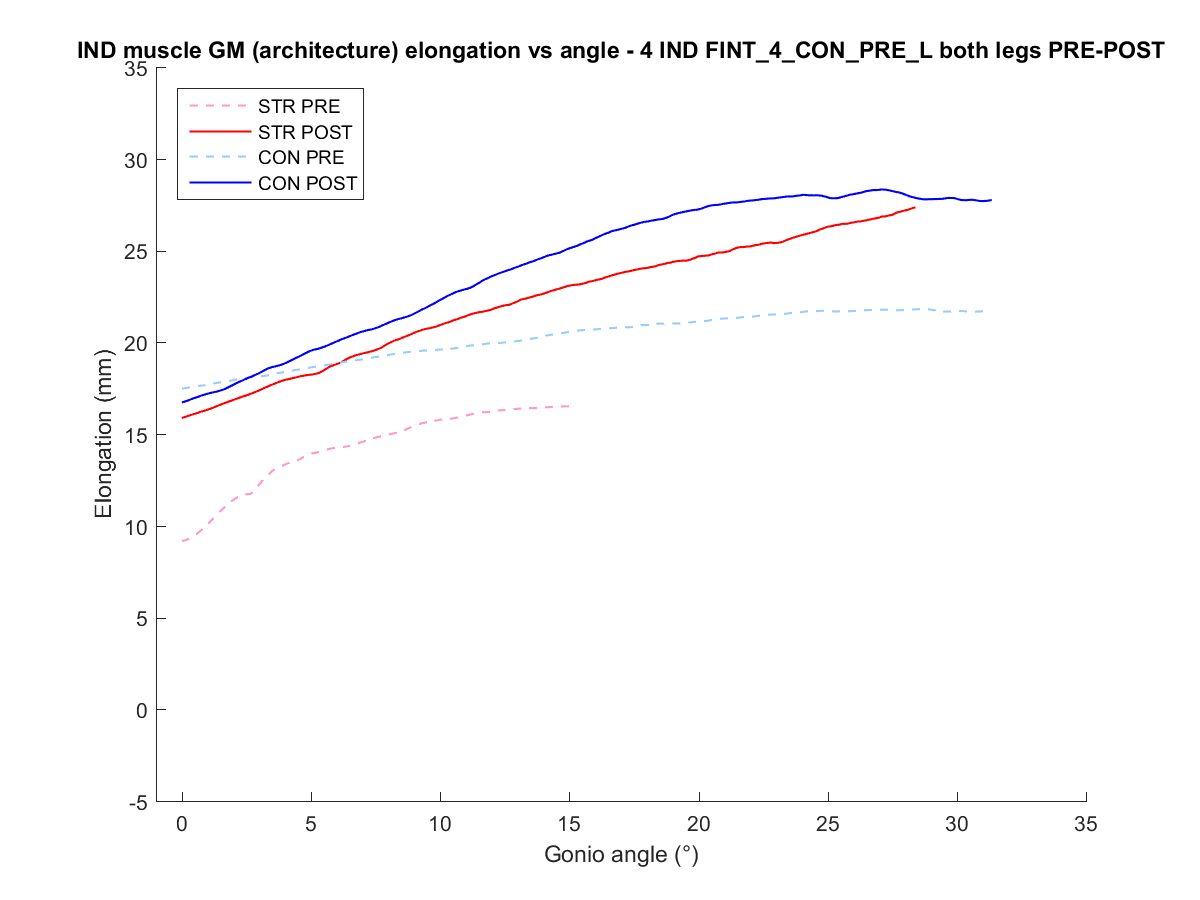 IND muscle GM (architecture) elongation vs angle - 4 IND FINT_4_CON_PRE_L both legs PRE-POST
STR PRE
STR POST
CON PRE
CON POST
Elongation (mm)
35
30
25
20
15
10
5
0
-5
0 5 10 15 20 25 30 35
Gonio angle (°)